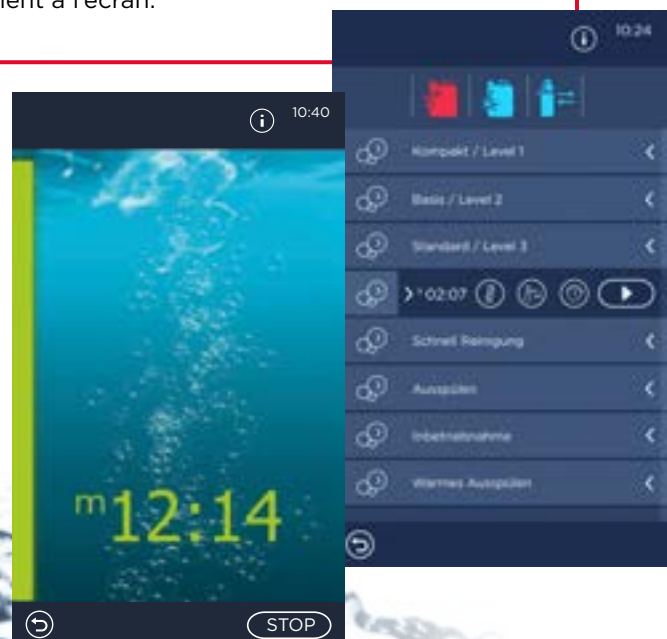 à l'écran.
10:40
m12:14
STOP
10:24
Kompakt / Level 1
Basis / Level 2
Standard / Level 3
02:07
Schnell Reinigung
Ausspülen
Inbetriebnahme
Warmes Ausspülen